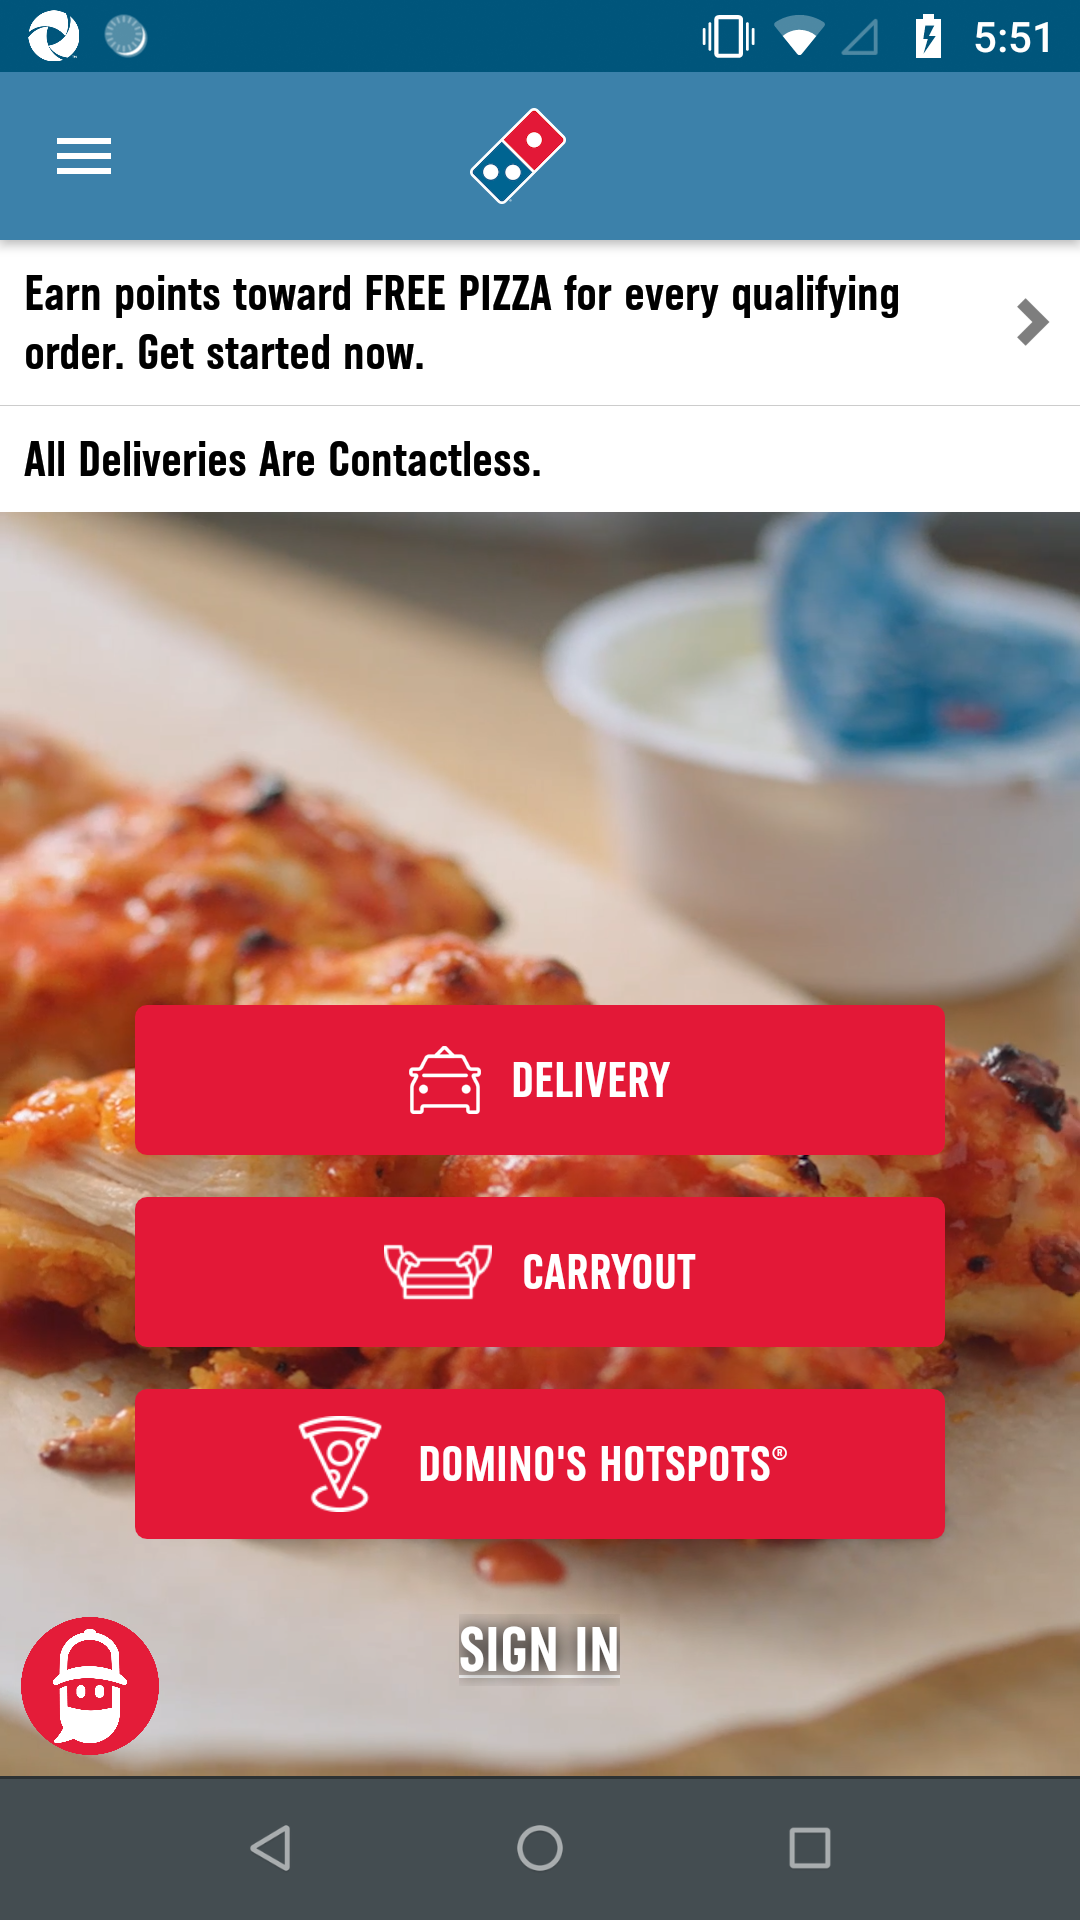 5:51
Earn points toward FREE PIZZA for every qualifying
order. Get started now.
All Deliveries Are Contactless.
DELIVERY
CARRYOUT
DOMINO'S HOTSPOTS®
SIGN IN